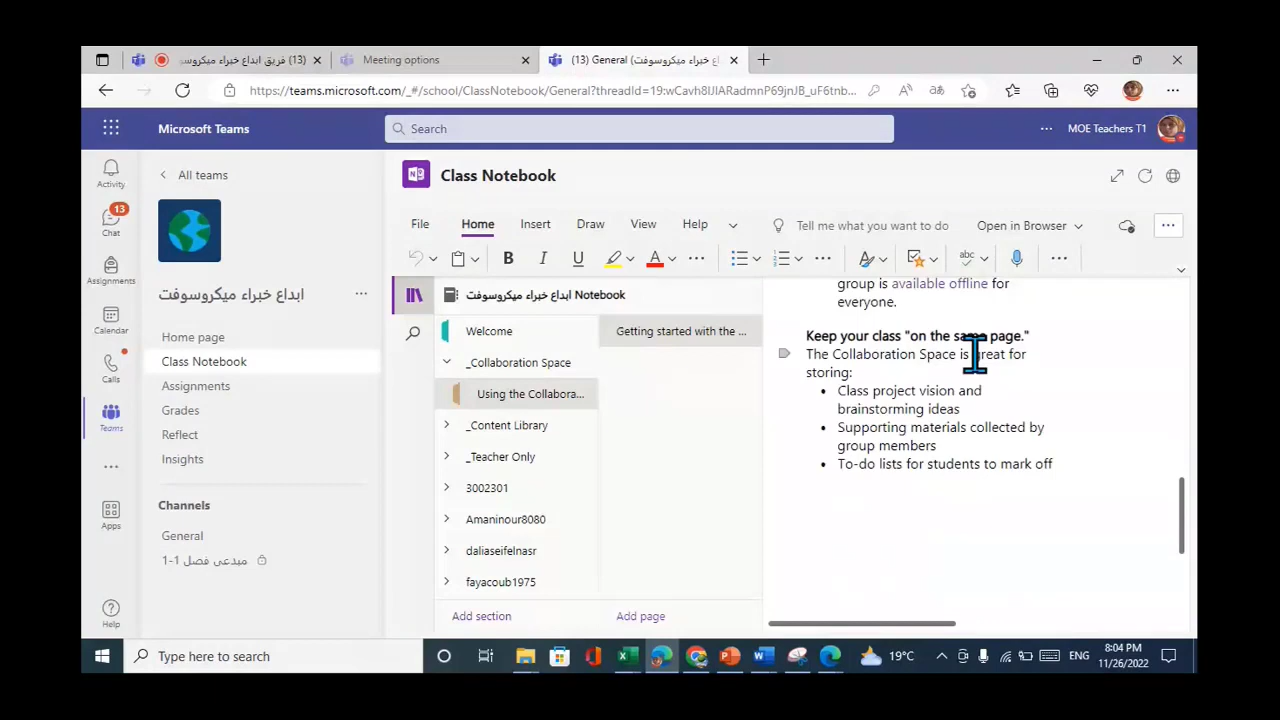 (13) فريق ابداع خبراء ميكروسوفت
Meeting options
(13) General (ابداع خبراء ميكروسوفت
https://teams.microsoft.com/_#/school/ClassNotebook/General?threadId=19:wCavh8IJIARadmnP69jnJB_uF6tnb...
Microsoft Teams
Search
MOE Teachers T1
Activity
13
Chat
Assignments
Calendar
Calls
Teams
Apps
Help
All teams
ابداع خبراء ميكروسوفت
Home page
Class Notebook
Assignments
Grades
Reflect
Insights
Channels
General
مبدعى فصل 1-1
Class Notebook
File Home Insert Draw View Help Tell me what you want to do Open in Browser
B I U A abc
ابداع خبراء ميكروسوفت Notebook
Welcome
_Collaboration Space
Using the Collabora...
_Content Library
_Teacher Only
3002301
Amaninour8080
daliaseifelnasr
fayacoub1975
Add section
Getting started with the ...
Add page
group is available offline for
everyone.
Keep your class "on the same page."
The Collaboration Space is great for
storing:
• Class project vision and
brainstorming ideas
• Supporting materials collected by
group members
• To-do lists for students to mark off
Type here to search
19°C
ENG
8:04 PM
11/26/2022